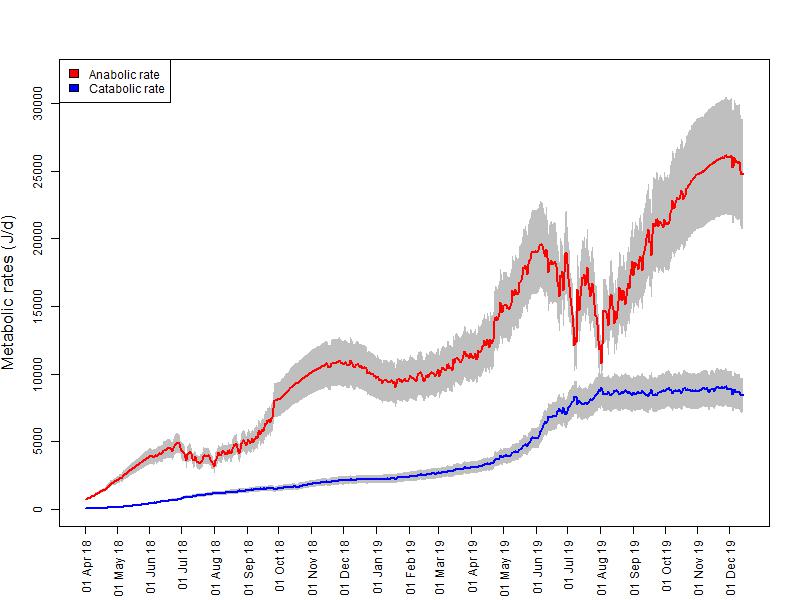 Anabolic rate
Catabolic rate
Metabolic rates (J/d)
30000
25000
20000
15000
10000
5000
0
01 Apr 18
01 May 18
01 Jun 18
01 Jul 18
01 Aug 18
01 Sep 18
01 Oct 18
01 Nov 18
01 Dec 18
01 Jan 19
01 Feb 19
01 Mar 19
01 Apr 19
01 May 19
01 Jun 19
01 Jul 19
01 Aug 19
01 Sep 19
01 Oct 19
01 Nov 19
01 Dec 19